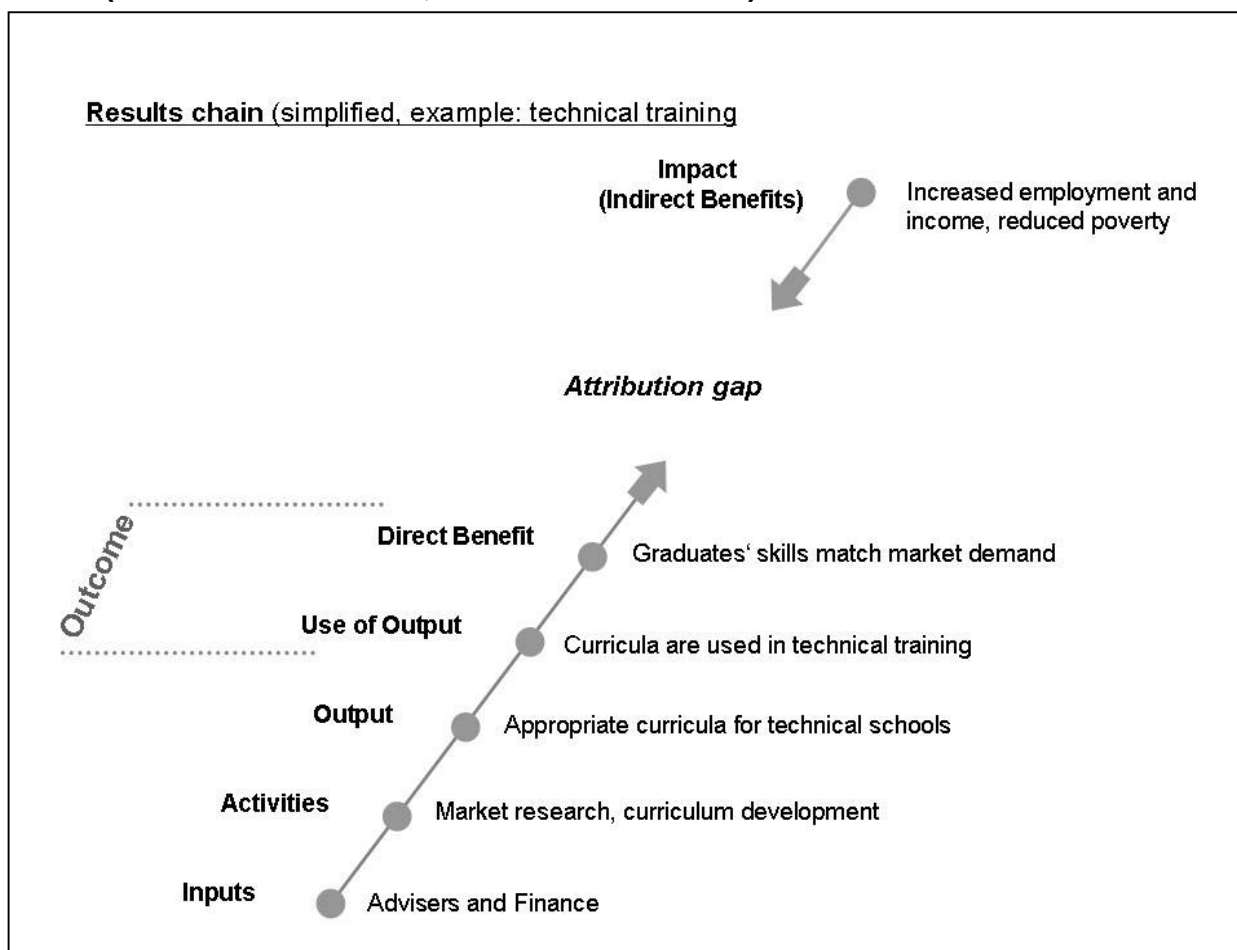 Results chain (simplified, example: technical training
Impact
(Indirect Benefits)
Increased employment and
income, reduced poverty
Attribution gap
Outcome
Direct Benefit
Graduates‘ skills match market demand
Use of Output
Curricula are used in technical training
Output
Appropriate curricula for technical schools
Activities
Market research, curriculum development
Inputs
Advisers and Finance